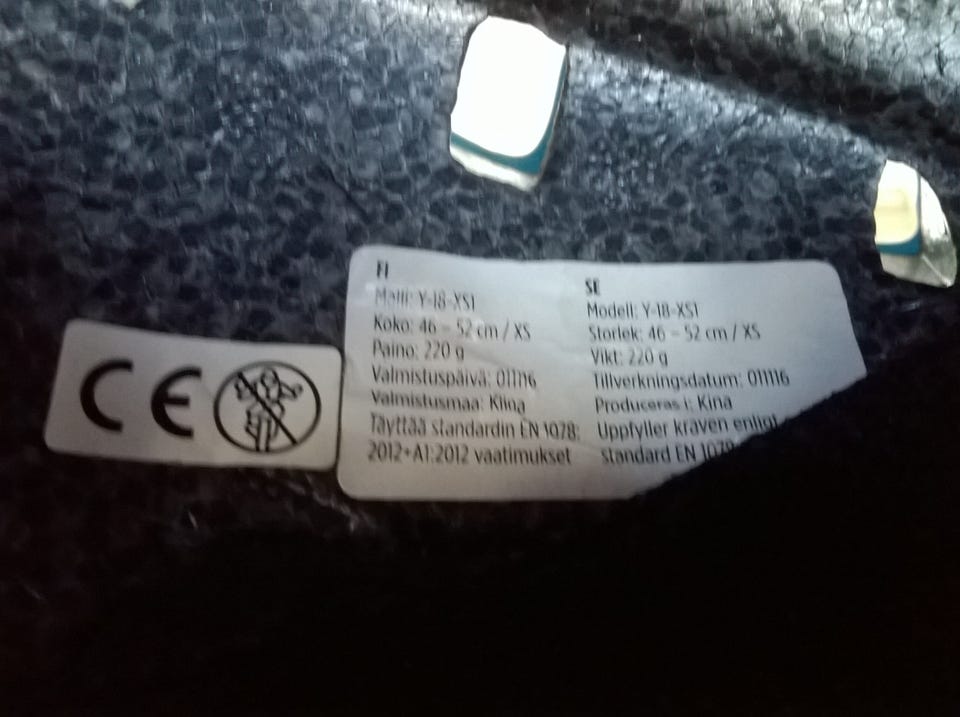 CE
FI
Malli: Y-18-XS1
Koko: 46 – 52 cm / XS
Paino: 220 g
Valmistuspäivä: 011116
Valmistusmaa: Kiina
Täyttää standardin EN 1078:
2012+A1:2012 vaatimukset
SE
Modell: Y-18-XS1
Storlek: 46 – 52 cm / XS
Vikt: 220 g
Tillverkningsdatum: 011116
Produceras i: Kina
Uppfyller kraven enligt
standard EN 1078